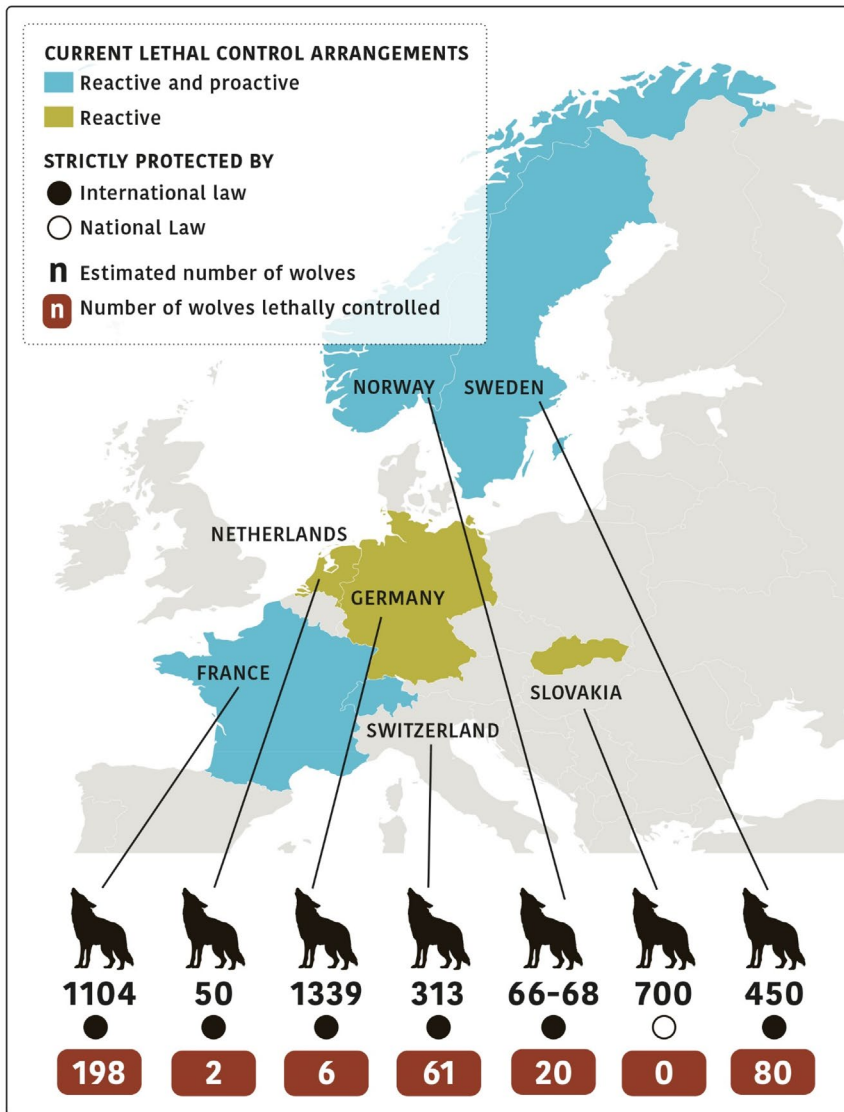 CURRENT LETHAL CONTROL ARRANGEMENTS
Reactive and proactive
Reactive
STRICTLY PROTECTED BY
International law
National Law
n Estimated number of wolves
n Number of wolves lethally controlled
NORWAY SWEDEN
NETHERLANDS
GERMANY
FRANCE
SLOVAKIA
SWITZERLAND
1104 50 1339 313 66-68 700 450
198 2 6 61 20 0 80